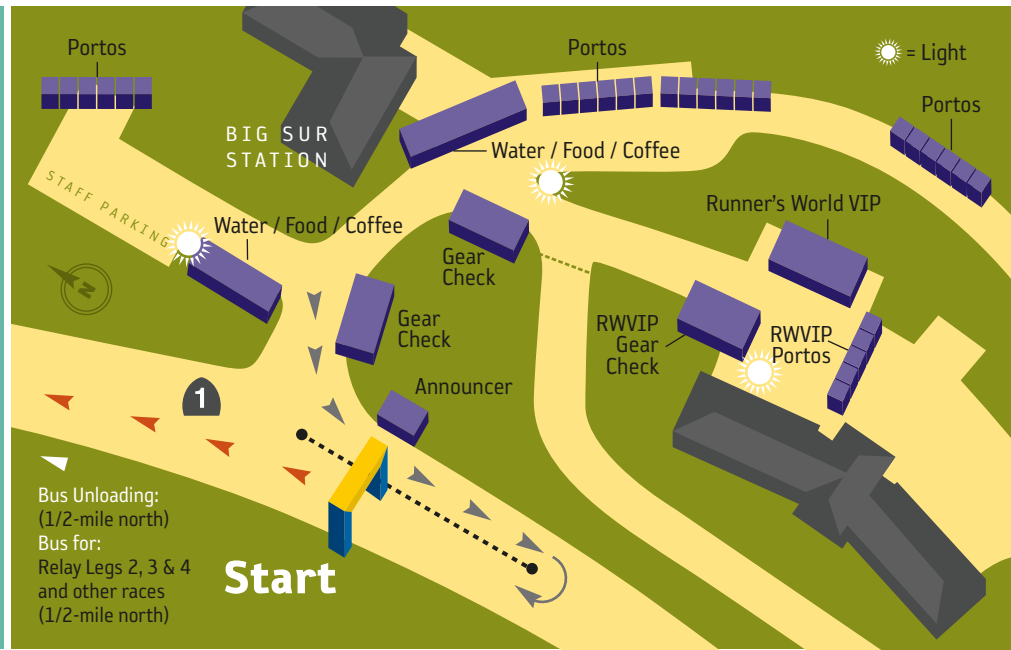 Portos
Portos
= Light
Portos
BIG SUR
STATION
Water / Food / Coffee
STAFF PARKING
Water / Food / Coffee
Runner's World VIP
Gear
Check
N
Gear
Check
RWVIP
Gear
Check
RWVIP
Portos
Announcer
1
Bus Unloading:
(1/2-mile north)
Bus for:
Relay Legs 2, 3 & 4
and other races
(1/2-mile north)
Start